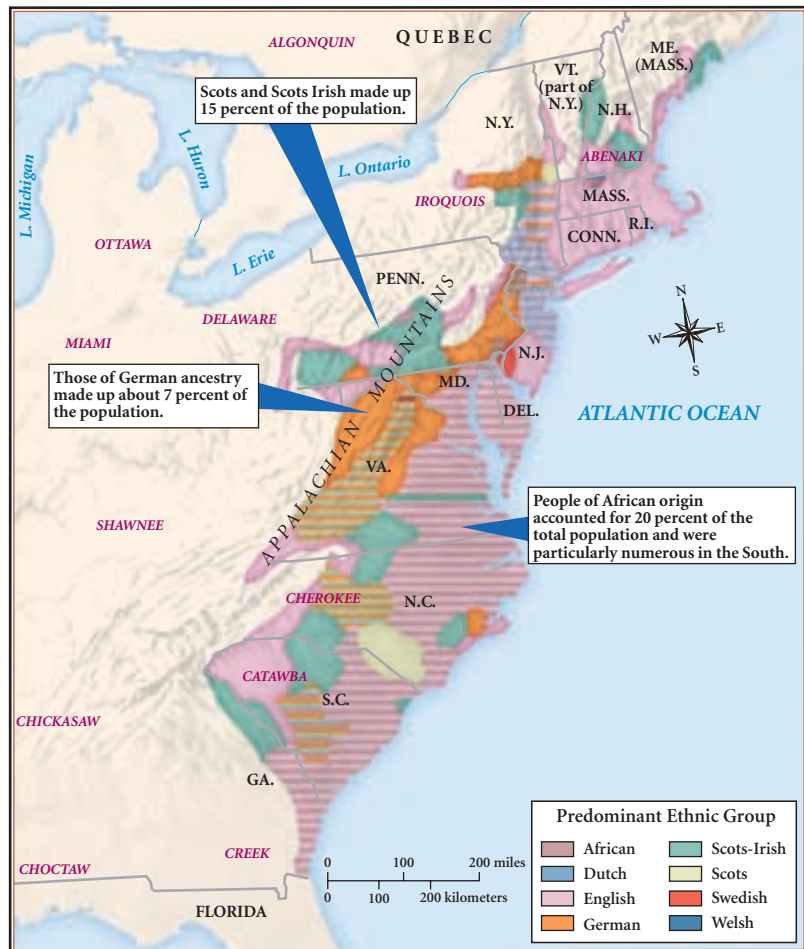 ALGONQUIN
QUEBEC
ME.
(MASS.)
VT.
(part of
N.Y.)
N.H.
Scots and Scots Irish made up
15 percent of the population.
N.Y.
L. Huron
L. Michigan
L. Ontario
ABENAKI
IROQUOIS
MASS.
R.I.
CONN.
OTTAWA
L. Erie
PENN.
N
W
E
S
DELAWARE
MIAMI
N.J.
Those of German ancestry
made up about 7 percent of
the population.
MD.
DEL.
ATLANTIC OCEAN
APPALACHIAN MOUNTAINS
VA.
SHAWNEE
People of African origin
accounted for 20 percent of the
total population and were
particularly numerous in the South.
CHEROKEE
N.C.
CATAWBA
S.C.
CHICKASAW
GA.
CREEK
CHOCTAW
FLORIDA
0 100 200 miles
0 100 200 kilometers
Predominant Ethnic Group
African
Dutch
English
German
Scots-Irish
Scots
Swedish
Welsh